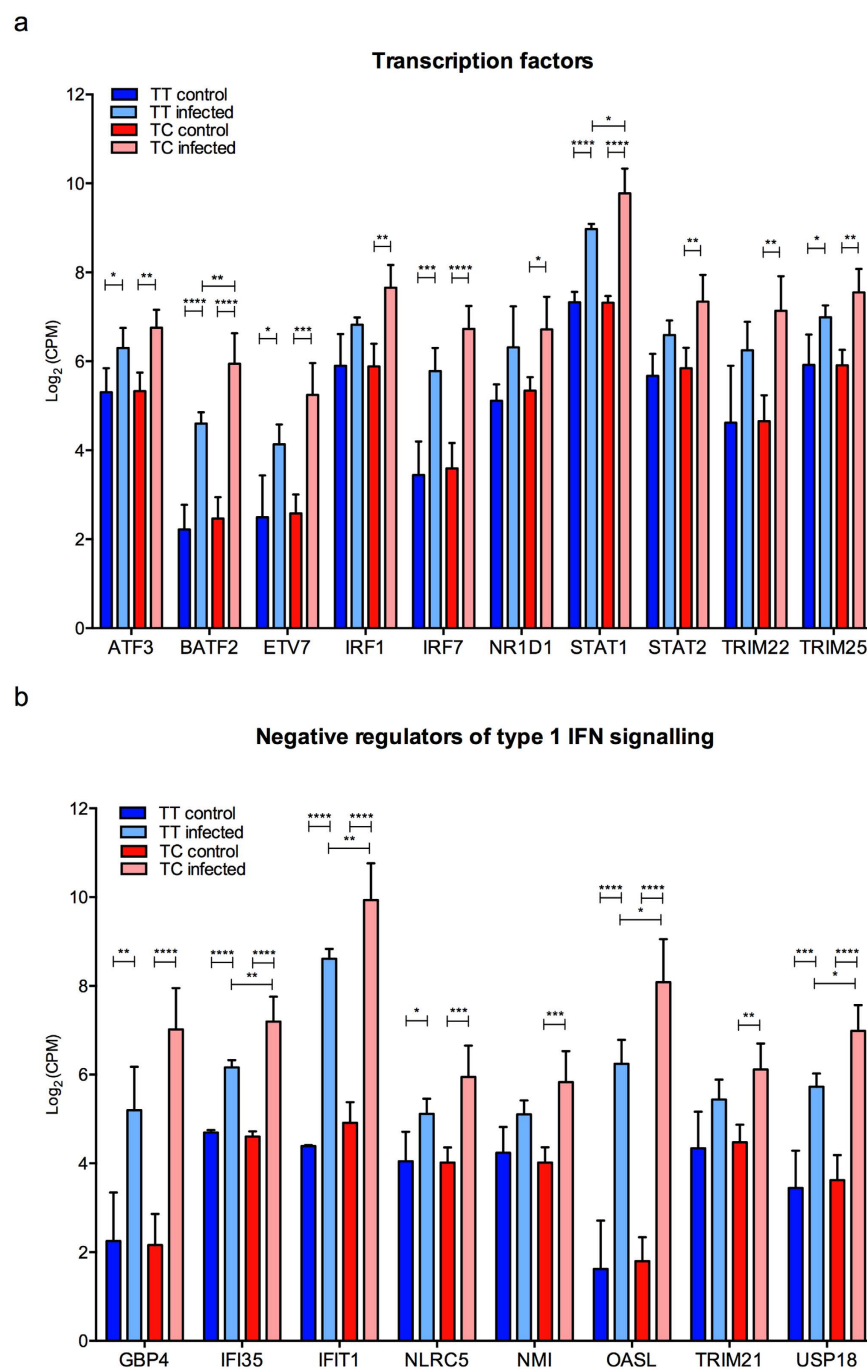 a
Transcription factors
12
10
8
6
4
2
0
Log2 (CPM)
TT control
TT infected
TC control
TC infected
* **
**** ** ****
* ***
**
*** ****
*
**** * ****
**
**
* **
ATF3 BATF2 ETV7 IRF1 IRF7 NR1D1 STAT1 STAT2 TRIM22 TRIM25
b
Negative regulators of type 1 IFN signalling
12
10
8
6
4
2
0
Log2 (CPM)
TT control
TT infected
TC control
TC infected
** ****
**** ****
**
**** ****
**
* ***
***
**** ****
*
**
*** ****
*
GBP4 IFI35 IFIT1 NLRC5 NMI OASL TRIM21 USP18